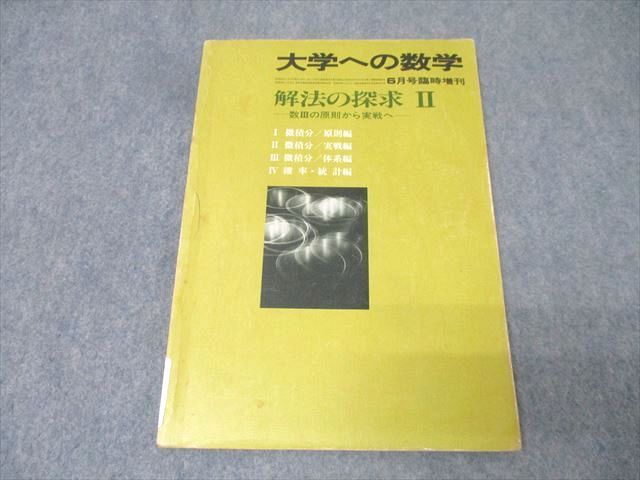 大学への数学
6月号臨時増刊
解法の探求 II
—数IIIの原則から実戦へ—
I 微積分/原則編
II 微積分/実戦編
III 微積分/体系編
IV 確率・統計編